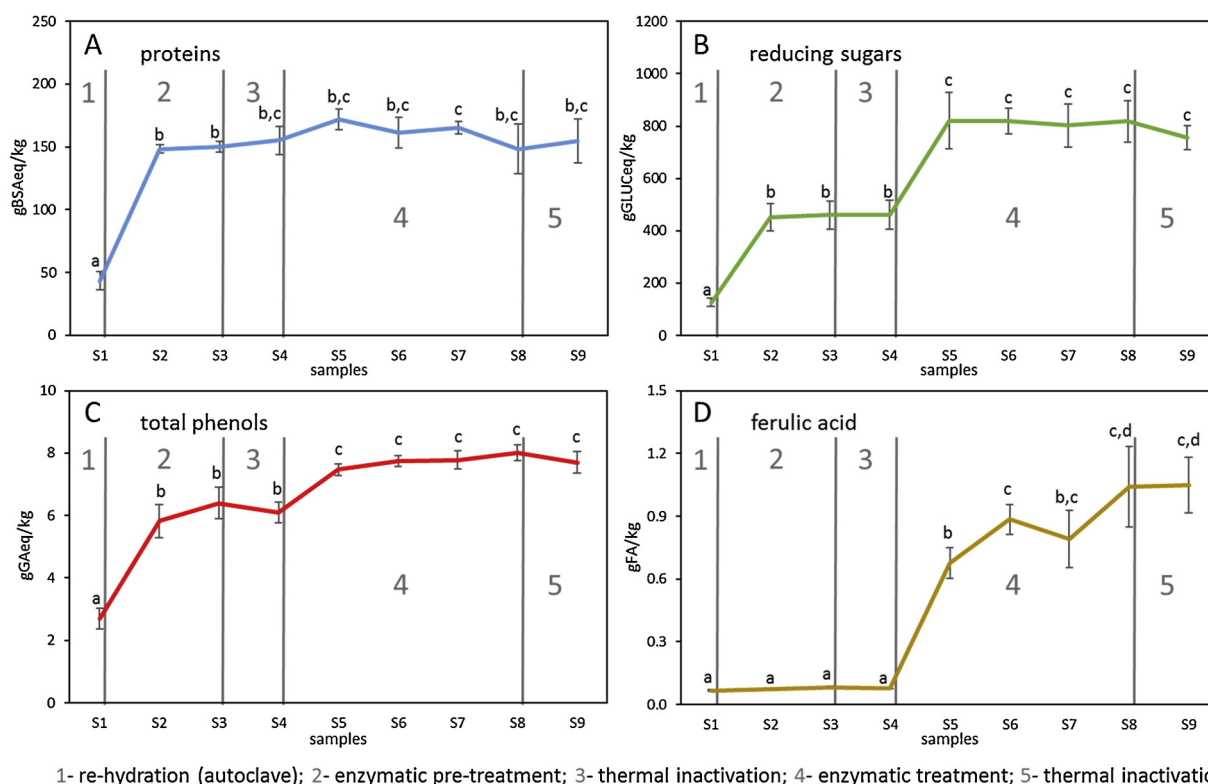 A proteins
250
200
150
100
50
0
gBSAeq/kg
1 2 3 4 5
a b b b,c b,c b,c c b,c b,c
S1 S2 S3 S4 S5 S6 S7 S8 S9
samples
B reducing sugars
1200
1000
800
600
400
200
0
gGLUCeq/kg
1 2 3 4 5
a b b b c c c c c
S1 S2 S3 S4 S5 S6 S7 S8 S9
samples
C total phenols
10
8
6
4
2
0
gGAeq/kg
1 2 3 4 5
a b b b c c c c c
S1 S2 S3 S4 S5 S6 S7 S8 S9
samples
D ferulic acid
1.5
1.2
0.9
0.6
0.3
0.0
gFA/kg
1 2 3 4 5
a a a a b c b,c c,d c,d
S1 S2 S3 S4 S5 S6 S7 S8 S9
samples
1- re-hydration (autoclave); 2- enzymatic pre-treatment; 3- thermal inactivation; 4- enzymatic treatment; 5- thermal inactivatio